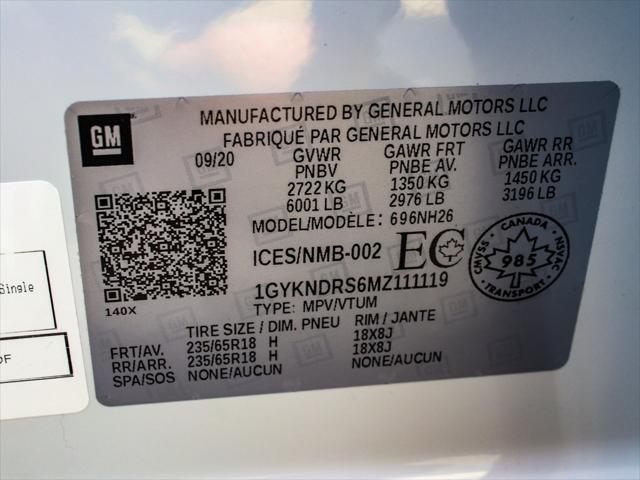 GM
MANUFACTURED BY GENERAL MOTORS LLC
FABRIQUÉ PAR GENERAL MOTORS LLC
09/20 GVWR GAWR FRT GAWR RR
PNBV PNBE AV. PNBE ARR.
2722 KG 1350 KG 1450 KG
6001 LB 2976 LB 3196 LB
MODEL/MODÈLE: 696NH26
ICES/NMB-002 EC
CANADA
SVMAC NVAC
985
TRANSPORT
1GYKNDRS6MZ111119
140X TYPE: MPV/VTUM
TIRE SIZE / DIM. PNEU RIM / JANTE
FRT/AV. 235/65R18 H 18X8J
RR/ARR. 235/65R18 H 18X8J
SPA/SOS NONE/AUCUN NONE/AUCUN
Single